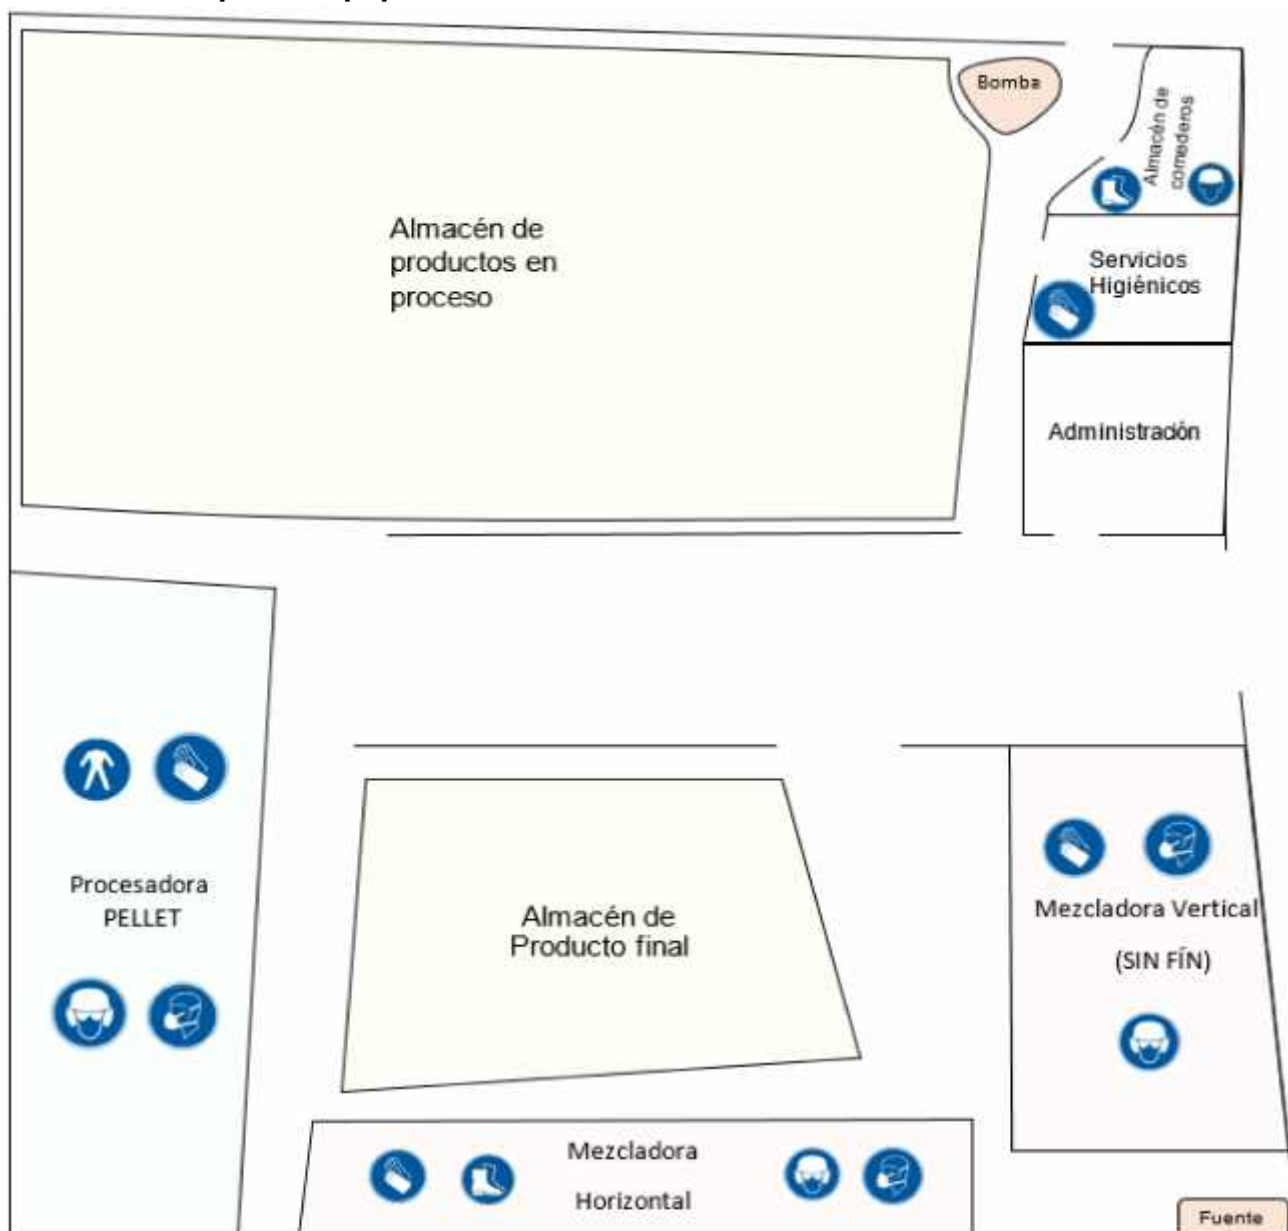 Bomba
Almacén de
comederos
Almacén de
productos en
proceso
Servicios
Higiénicos
Administración
Procesadora
PELLET
Almacén de
Producto final
Mezcladora Vertical
(SIN FÍN)
Mezcladora
Horizontal
Fuente